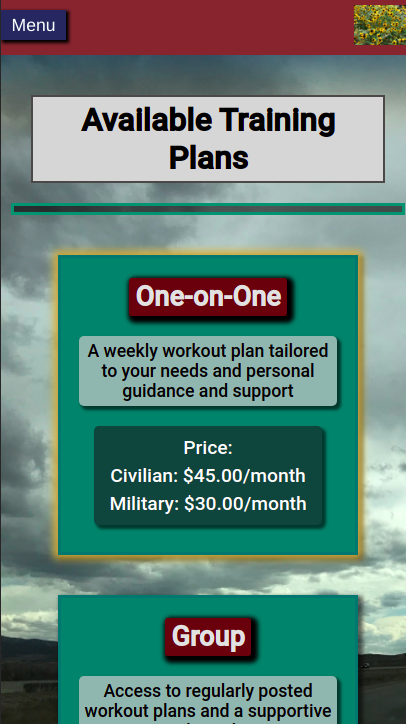 Menu
Available Training
Plans
One-on-One
A weekly workout plan tailored
to your needs and personal
guidance and support
Price:
Civilian: $45.00/month
Military: $30.00/month
Group
Access to regularly posted
workout plans and a supportive